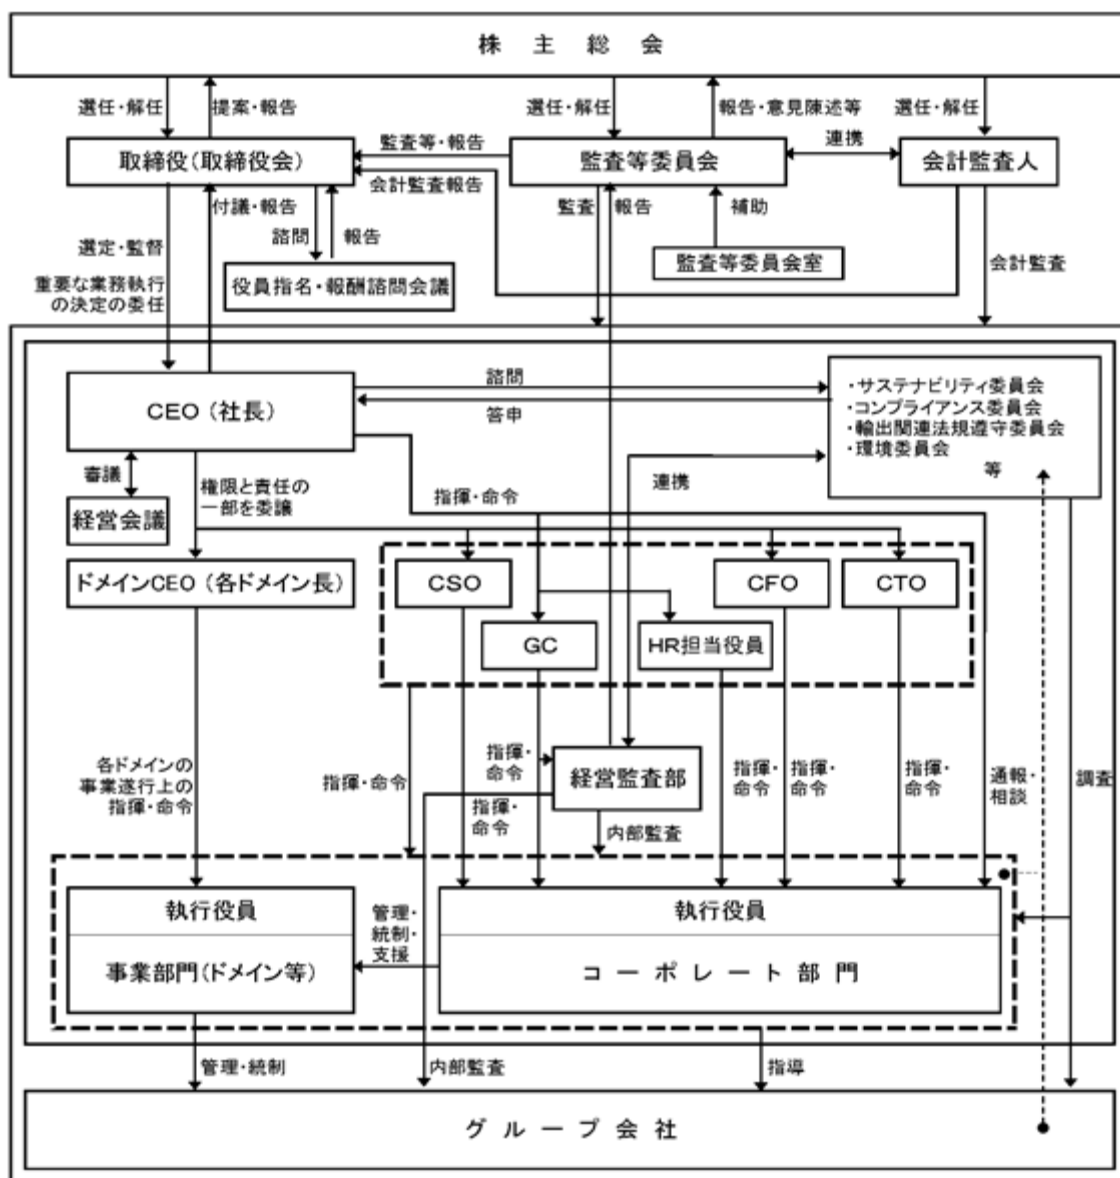 株主総会
選任・解任
提案・報告
選任・解任
報告・意見陳述等
選任・解任
取締役(取締役会)
監査等・報告
会計監査報告
監査等委員会
連携
会計監査人
付議・報告
諮問
報告
監査
報告
補助
選定・監督
重要な業務執行
の決定の委任
役員指名・報酬諮問会議
監査等委員会室
会計監査
CEO(社長)
諮問
答申
・サステナビリティ委員会
・コンプライアンス委員会
・輸出関連法規遵守委員会
・環境委員会
等
審議
経営会議
権限と責任の
一部を委譲
指揮・命令
連携
ドメインCEO(各ドメイン長)
CSO
CFO
CTO
GC
HR担当役員
各ドメインの
事業遂行上の
指揮・命令
指揮・命令
指揮・
命令
指揮・
命令
経営監査部
内部監査
指揮・
命令
指揮・
命令
指揮・
命令
通報・
相談
調査
執行役員
事業部門(ドメイン等)
管理・
統制・
支援
執行役員
コーポレート部門
管理・統制
内部監査
指導
グループ会社